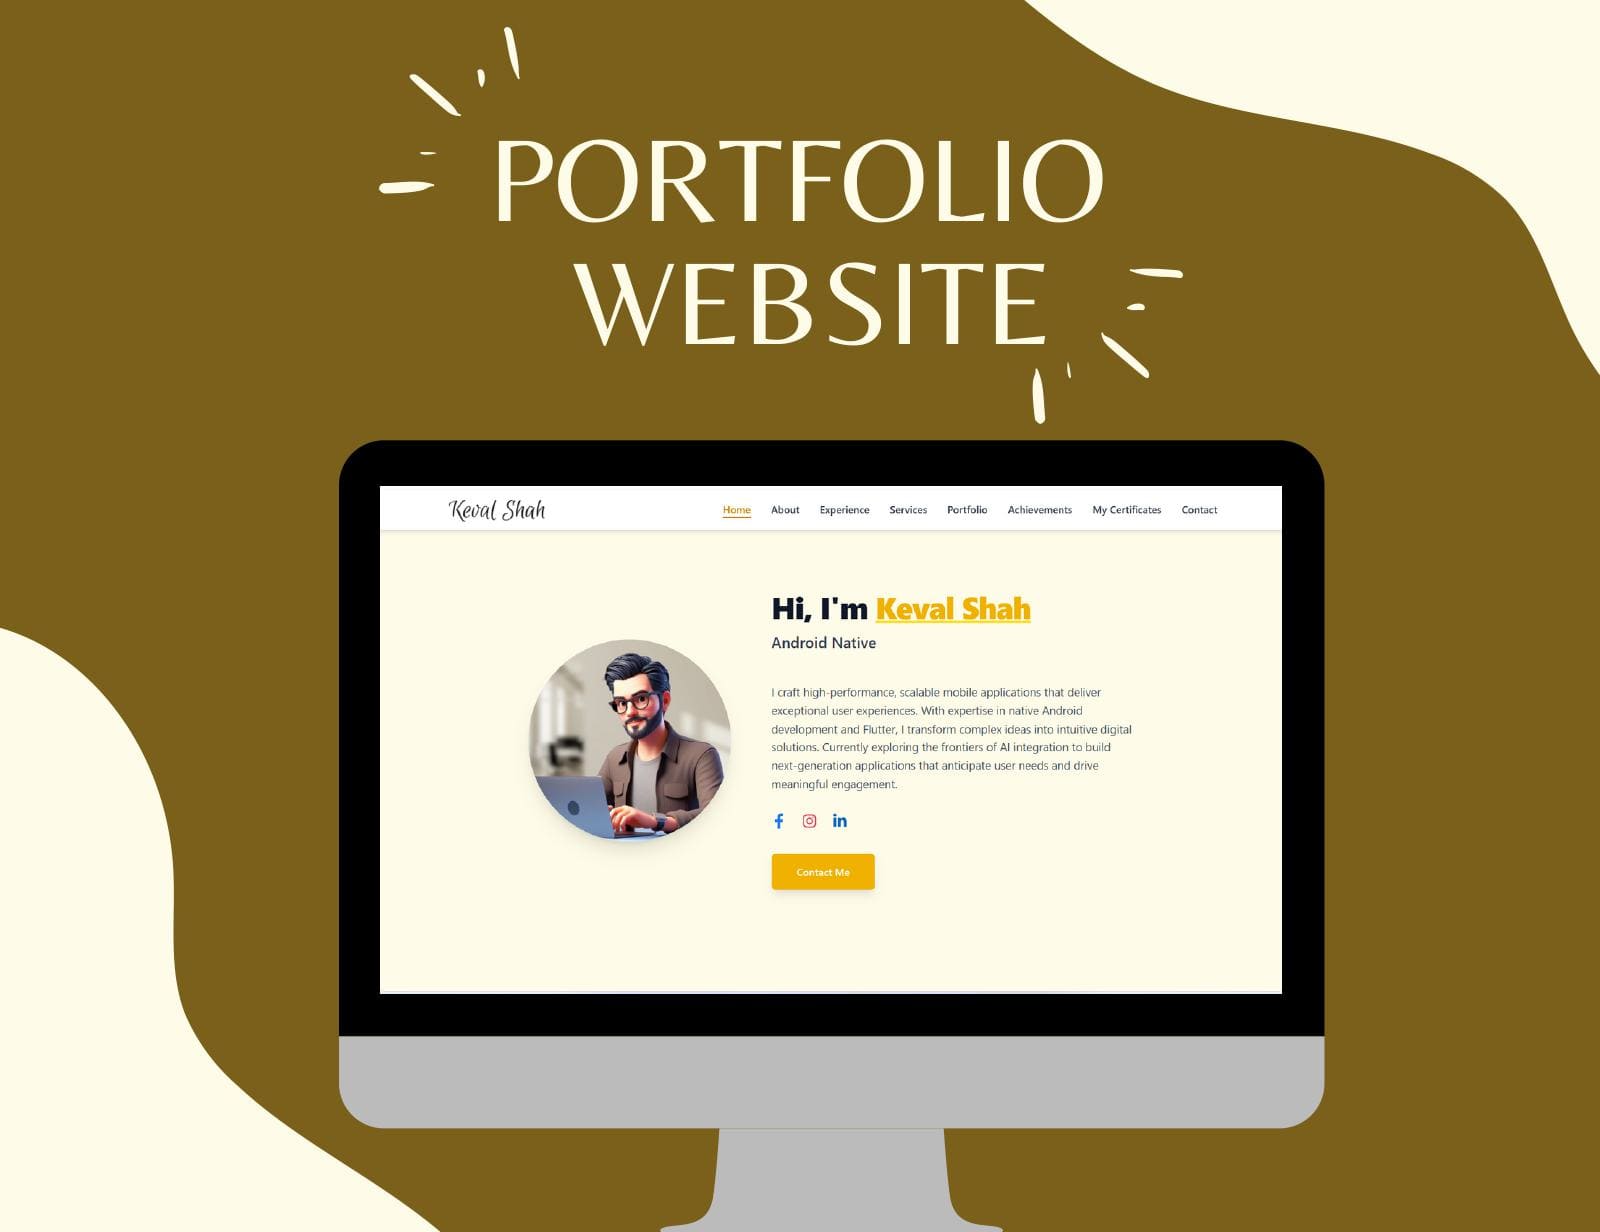 PORTFOLIO
WEBSITE
Keval Shah
Home About Experience Services Portfolio Achievements My Certificates Contact
Hi, I'm Keval Shah
Android Native
I craft high-performance, scalable mobile applications that deliver
exceptional user experiences. With expertise in native Android
development and Flutter, I transform complex ideas into intuitive digital
solutions. Currently exploring the frontiers of AI integration to build
next-generation applications that anticipate user needs and drive
meaningful engagement.
Contact Me